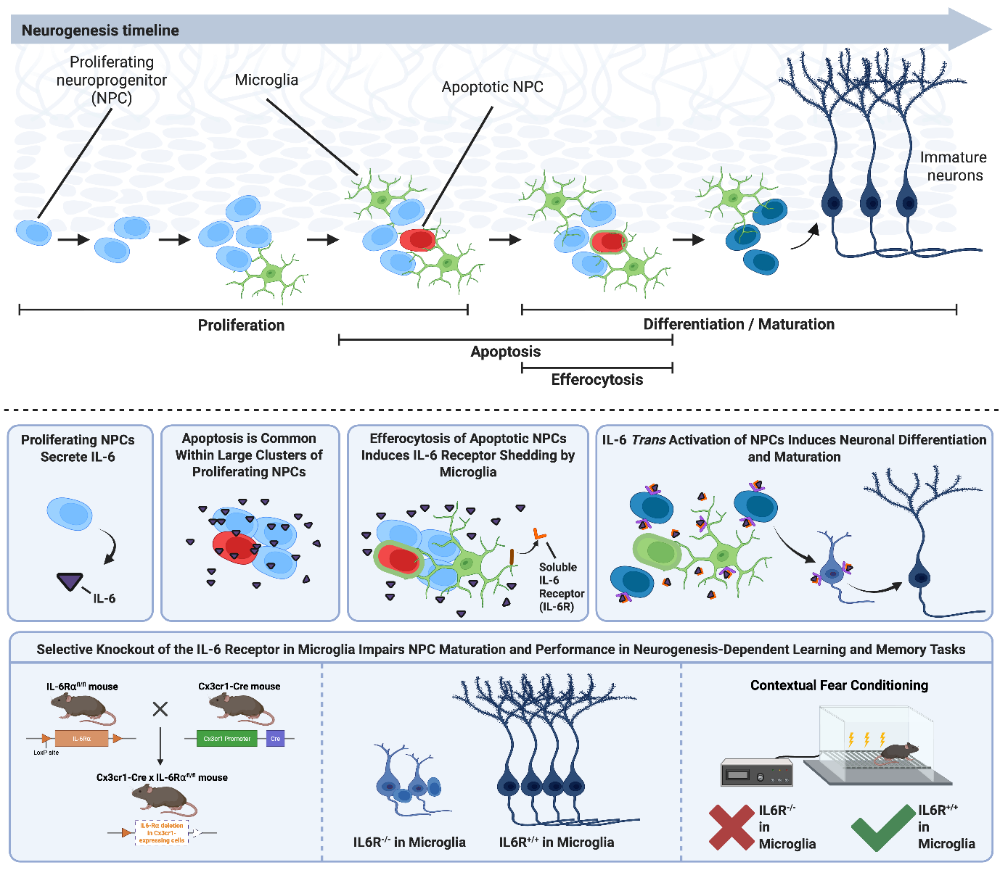 Neurogenesis timeline
Proliferating
neuroprogenitor
(NPC)
Microglia
Apoptotic NPC
Immature
neurons
Proliferation
Differentiation / Maturation
Apoptosis
Efferocytosis
Proliferating NPCs
Secrete IL-6
IL-6
Apoptosis is Common
Within Large Clusters of
Proliferating NPCs
Efferocytosis of Apoptotic NPCs
Induces IL-6 Receptor Shedding by
Microglia
Soluble
IL-6
Receptor
(IL-6R)
IL-6 Trans Activation of NPCs Induces Neuronal Differentiation
and Maturation
Selective Knockout of the IL-6 Receptor in Microglia Impairs NPC Maturation and Performance in Neurogenesis-Dependent Learning and Memory Tasks
IL-6Rαfl/fl mouse
Cx3cr1-Cre mouse
IL-6Rα
LoxP site
Cx3cr1 Promoter
Cre
Cx3cr1-Cre x IL-6Rαfl/fl mouse
IL6-Rα deletion
in Cx3cr1-
expressing cells
IL6R-/- in Microglia
IL6R+/+ in Microglia
Contextual Fear Conditioning
IL6R-/-
in
Microglia
IL6R+/+
in
Microglia